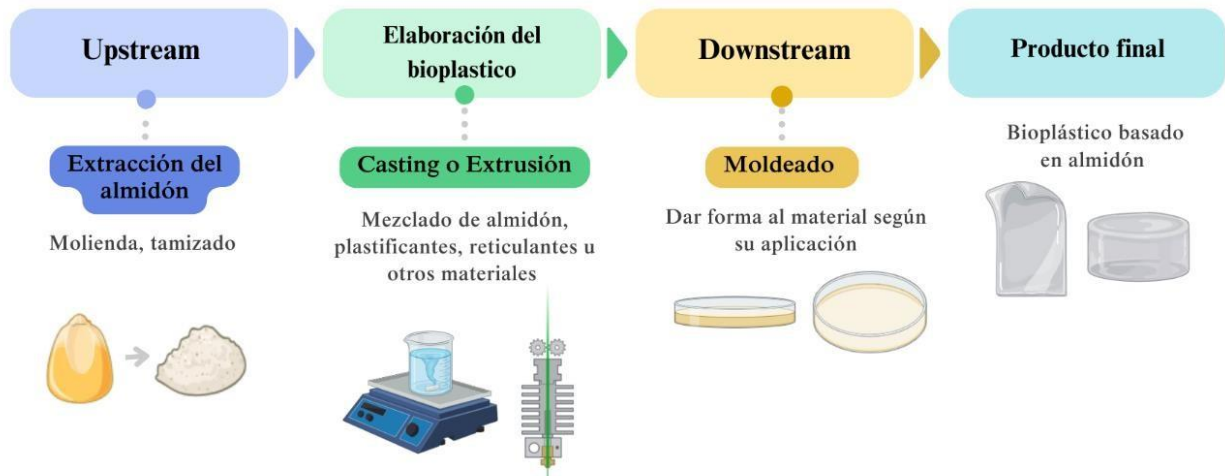 Upstream
Extracción del
almidón
Molienda, tamizado
Elaboración del
bioplastico
Casting o Extrusión
Mezclado de almidón,
plastificantes, reticulantes u
otros materiales
Downstream
Moldeado
Dar forma al material según
su aplicación
Producto final
Bioplástico basado
en almidón